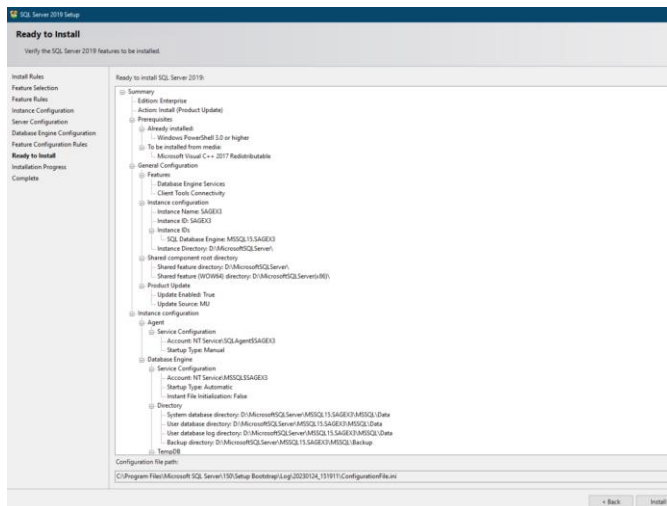 SQL Server 2019 Setup
Ready to Install
Verify the SQL Server 2019 features to be installed.
Install Rules
Feature Selection
Feature Rules
Instance Configuration
Server Configuration
Database Engine Configuration
Feature Configuration Rules
Ready to Install
Installation Progress
Complete
Ready to install SQL Server 2019:
Summary
Edition: Enterprise
Action: Install (Product Update)
Prerequisites
Already installed:
Windows PowerShell 3.0 or higher
To be installed from media:
Microsoft Visual C++ 2017 Redistributable
General Configuration
Features
Database Engine Services
Client Tools Connectivity
Instance configuration
Instance Name: SAGEX3
Instance ID: SAGEX3
Instance IDs
SQL Database Engine: MSSQL15.SAGEX3
Instance Directory: D:\MicrosoftSQLServer\
Shared component root directory
Shared feature directory: D:\MicrosoftSQLServer\
Shared feature (WOW64) directory: D:\MicrosoftSQLServer(x86)\
Product Update
Update Enabled: True
Update Source: MU
Instance configuration
Agent
Service Configuration
Account: NT Service\SQLAgent$SAGEX3
Startup Type: Manual
Database Engine
Service Configuration
Account: NT Service\MSSQL$SAGEX3
Startup Type: Automatic
Instant File Initialization: False
Directory
System database directory: D:\MicrosoftSQLServer\MSSQL15.SAGEX3\MSSQL\Data
User database directory: D:\MicrosoftSQLServer\MSSQL15.SAGEX3\MSSQL\Data
User database log directory: D:\MicrosoftSQLServer\MSSQL15.SAGEX3\MSSQL\Data
Backup directory: D:\MicrosoftSQLServer\MSSQL15.SAGEX3\MSSQL\Backup
TempDB
Configuration file path:
C:\Program Files\Microsoft SQL Server\150\Setup Bootstrap\Log\20230124_151911\ConfigurationFile.ini
< Back
Install